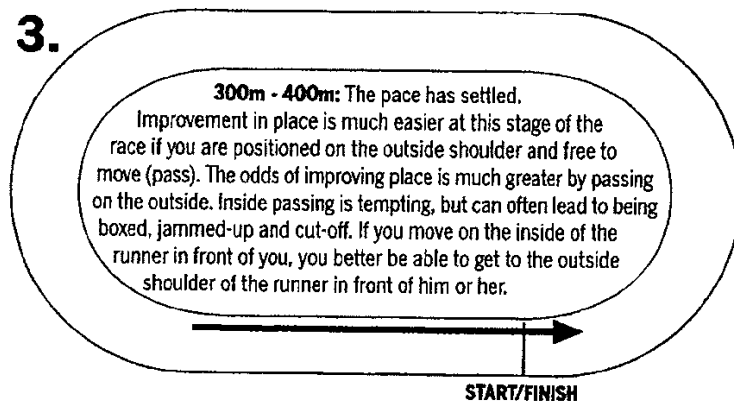 3.
300m - 400m: The pace has settled.
Improvement in place is much easier at this stage of the
race if you are positioned on the outside shoulder and free to
move (pass). The odds of improving place is much greater by passing
on the outside. Inside passing is tempting, but can often lead to being
boxed, jammed-up and cut-off. If you move on the inside of the
runner in front of you, you better be able to get to the outside
shoulder of the runner in front of him or her.
START/FINISH